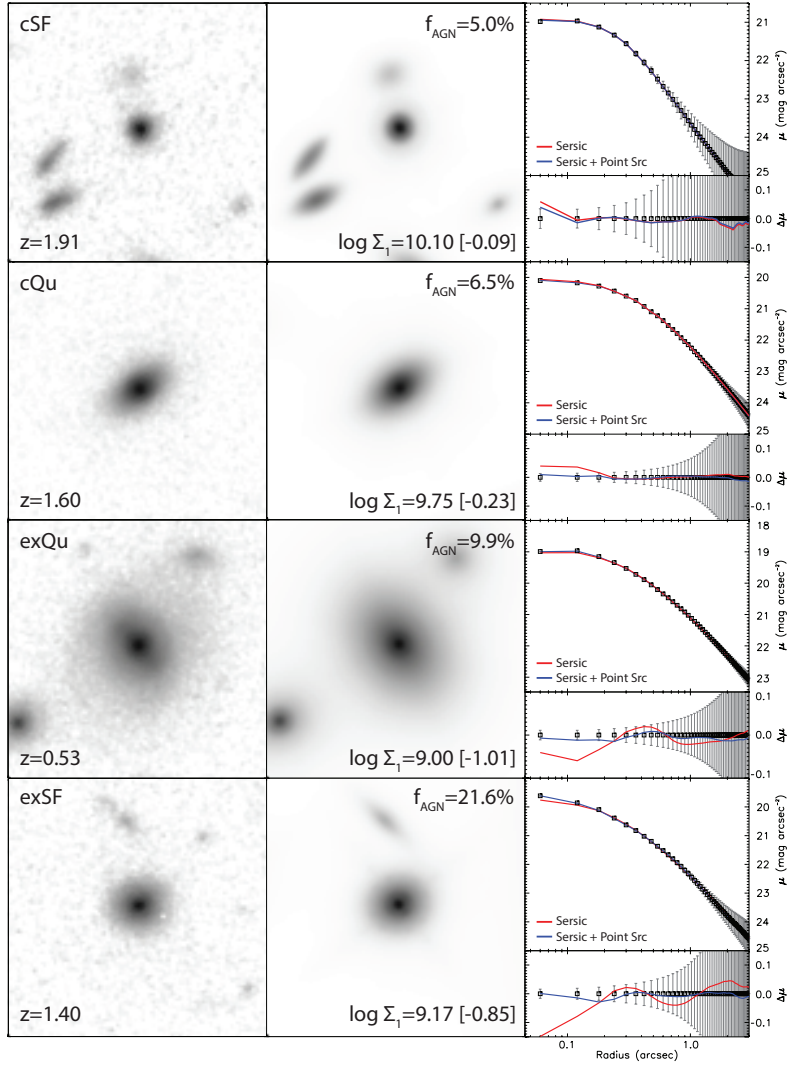 cSF
f_AGN=5.0%
z=1.91
log Σ₁=10.10 [-0.09]
21
22
23
24
25
μ (mag arcsec⁻²)
Sersic
Sersic + Point Src
0.1
0.0
-0.1
Δμ
cQu
f_AGN=6.5%
z=1.60
log Σ₁=9.75 [-0.23]
20
21
22
23
24
25
μ (mag arcsec⁻²)
Sersic
Sersic + Point Src
0.1
0.0
-0.1
Δμ
exQu
f_AGN=9.9%
z=0.53
log Σ₁=9.00 [-1.01]
18
19
20
21
22
23
μ (mag arcsec⁻²)
Sersic
Sersic + Point Src
0.1
0.0
-0.1
Δμ
exSF
f_AGN=21.6%
z=1.40
log Σ₁=9.17 [-0.85]
20
21
22
23
24
25
μ (mag arcsec⁻²)
Sersic
Sersic + Point Src
0.1
0.0
-0.1
Δμ
0.1
1.0
Radius (arcsec)